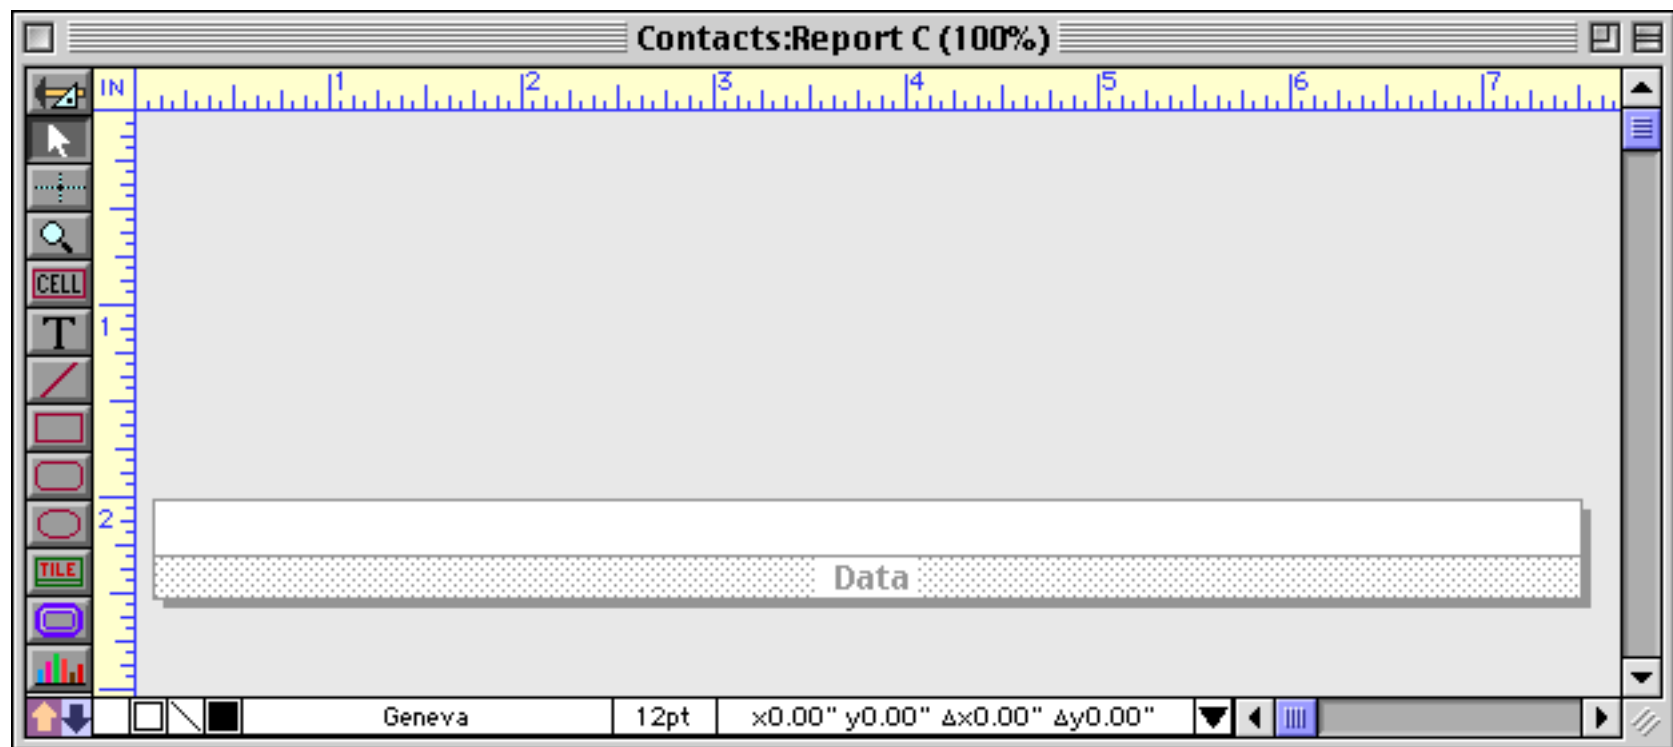 Contacts:Report C (100%)
IN 1 2 3 4 5 6 7
CELL
T
1
2
TILE
Data
Geneva 12pt x0.00" y0.00" Δx0.00" Δy0.00"